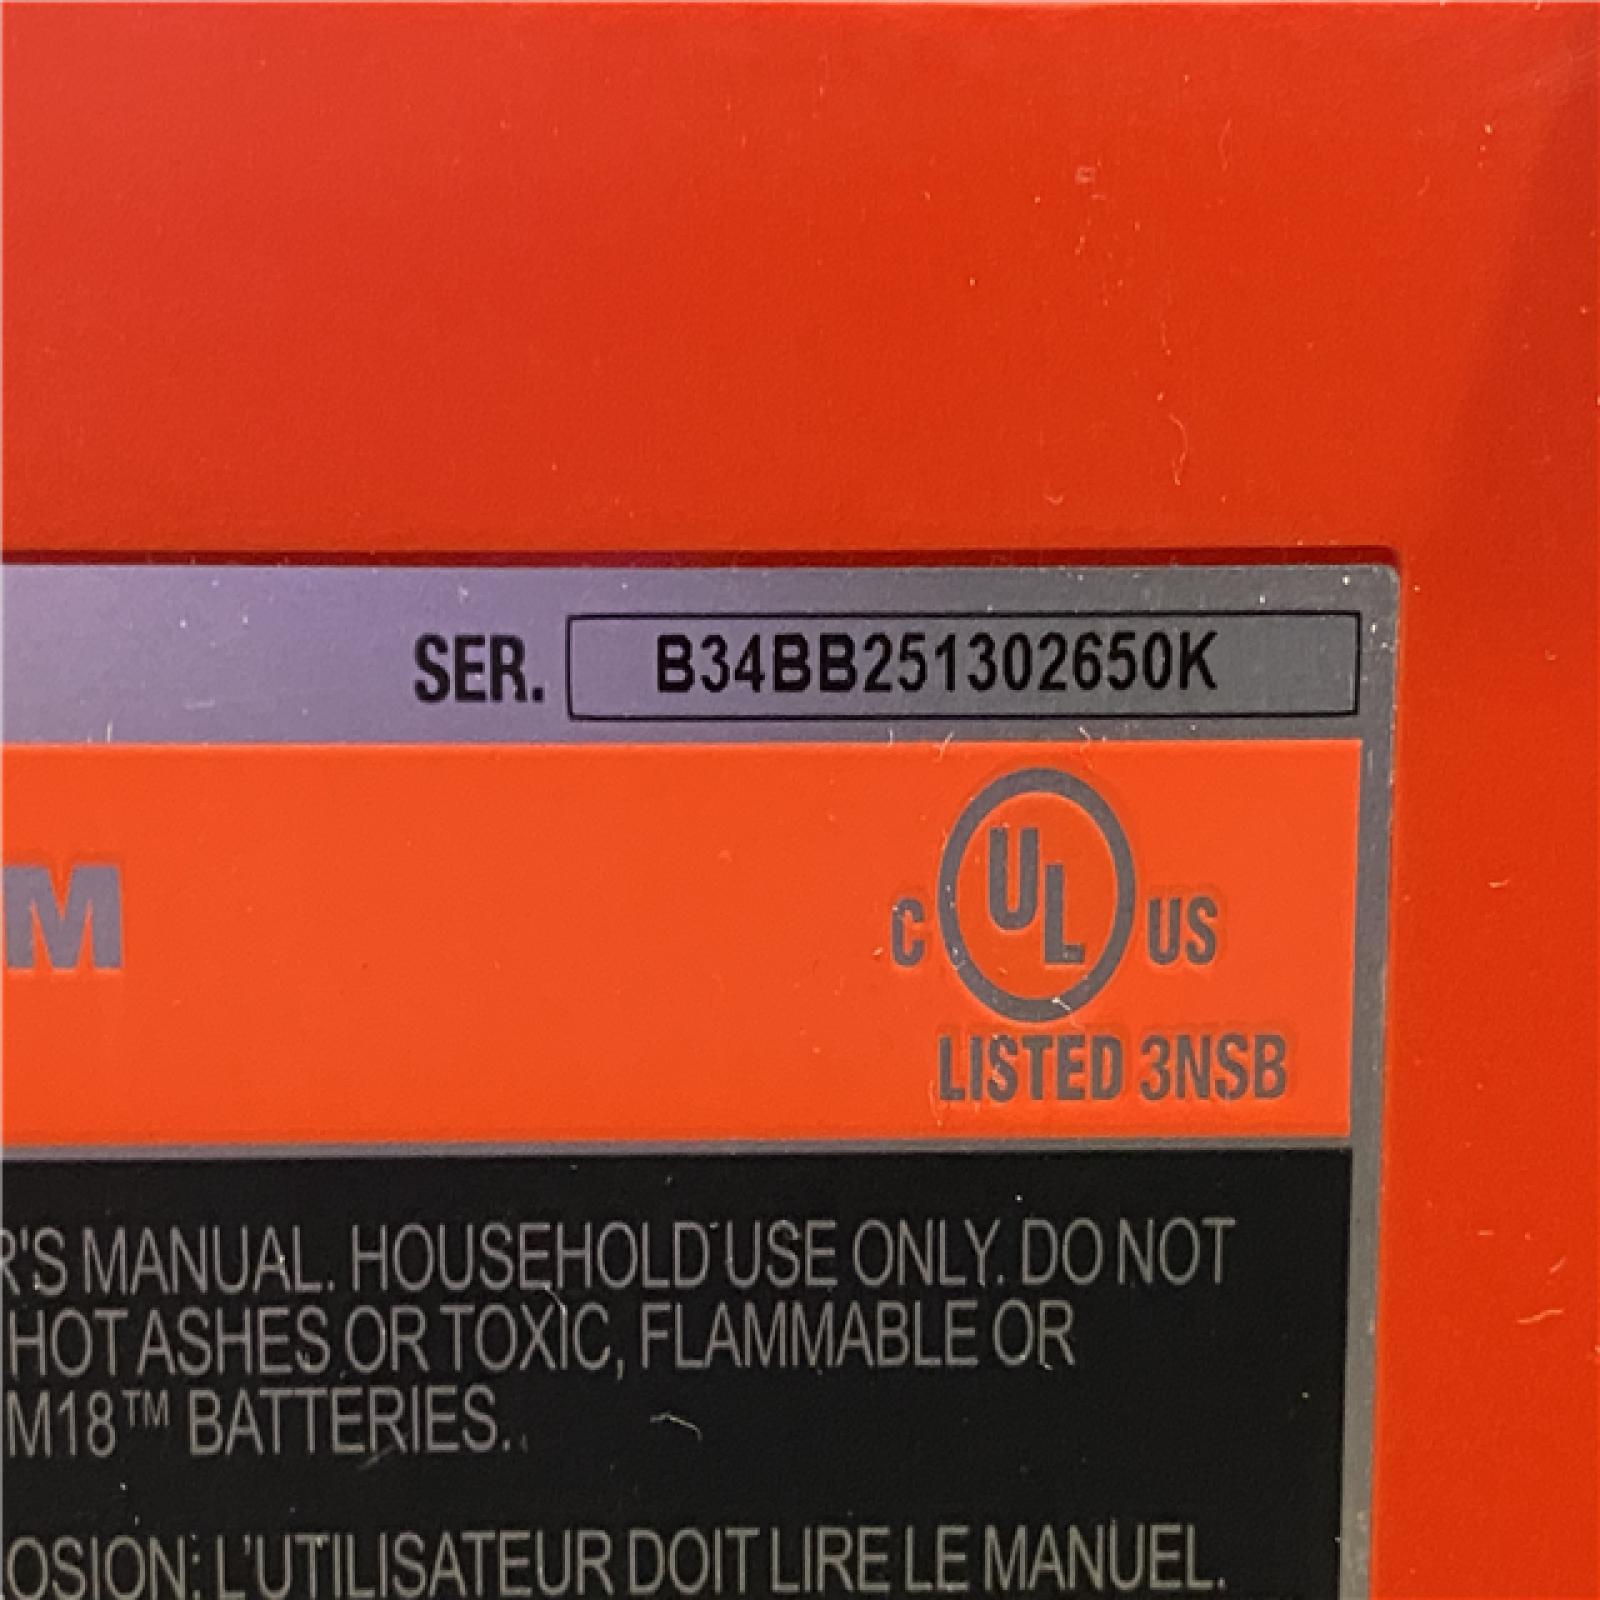 SER. B34BB251302650K
M
C UL US
LISTED 3NSB
R'S MANUAL. HOUSEHOLD USE ONLY. DO NOT
HOT ASHES OR TOXIC, FLAMMABLE OR
M18™ BATTERIES.
OSION: L'UTILISATEUR DOIT LIRE LE MANUEL.